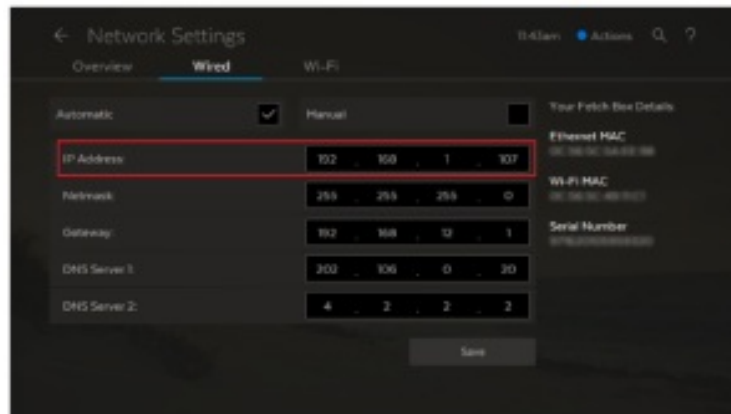 ← Network Settings 11:43am Actions ?
Overview Wired Wi-Fi
Automatic: Manual Your Fetch Box Details
IP Address: 192 . 168 . 1 . 107 Ethernet MAC
Netmask: 255 . 255 . 255 . 0 Wi-Fi MAC
Gateway: 192 . 168 . 12 . 1 Serial Number
DNS Server 1: 202 . 106 . 0 . 20
DNS Server 2: 4 . 2 . 2 . 2
Save